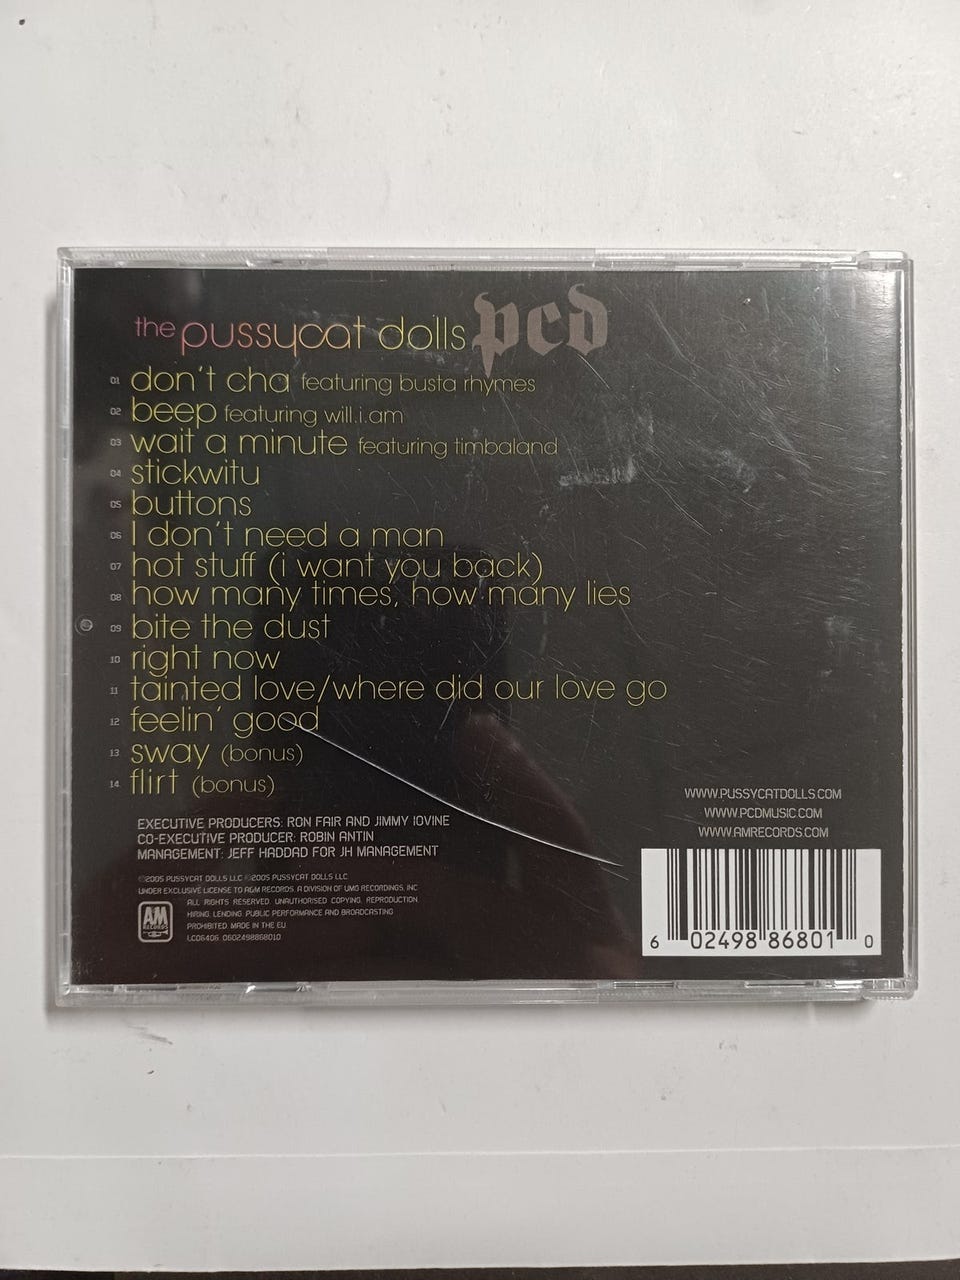 the pussycat dolls pcd
01 don't cha featuring busta rhymes
02 beep featuring will.i.am
03 wait a minute featuring timbaland
04 stickwitu
05 buttons
06 I don't need a man
07 hot stuff (i want you back)
08 how many times, how many lies
09 bite the dust
10 right now
11 tainted love/where did our love go
12 feelin' good
13 sway (bonus)
14 flirt (bonus)
EXECUTIVE PRODUCERS: RON FAIR AND JIMMY IOVINE
CO-EXECUTIVE PRODUCER: ROBIN ANTIN
MANAGEMENT: JEFF HADDAD FOR JH MANAGEMENT
℗2005 PUSSYCAT DOLLS LLC ©2005 PUSSYCAT DOLLS LLC
UNDER EXCLUSIVE LICENSE TO A&M RECORDS, A DIVISION OF UMG RECORDINGS, INC
ALL RIGHTS RESERVED. UNAUTHORISED COPYING, REPRODUCTION,
HIRING, LENDING, PUBLIC PERFORMANCE AND BROADCASTING
PROHIBITED. MADE IN THE EU
LC06406 0602498868010
AM
RECORDS
WWW.PUSSYCATDOLLS.COM
WWW.PCDMUSIC.COM
WWW.AMRECORDS.COM
6 02498 86801 0